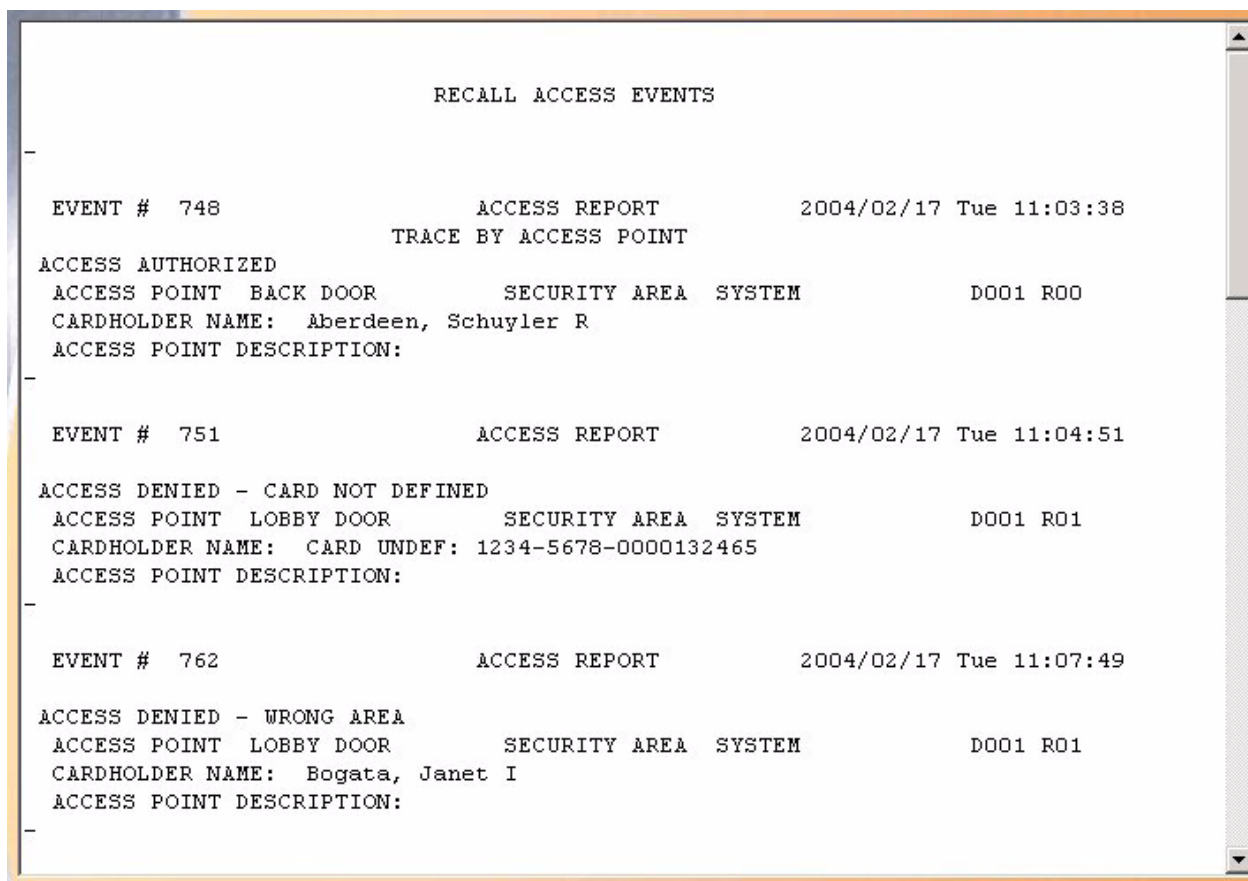 RECALL ACCESS EVENTS
EVENT # 748 ACCESS REPORT 2004/02/17 Tue 11:03:38
TRACE BY ACCESS POINT
ACCESS AUTHORIZED
ACCESS POINT BACK DOOR SECURITY AREA SYSTEM D001 R00
CARDHOLDER NAME: Aberdeen, Schuyler R
ACCESS POINT DESCRIPTION:
EVENT # 751 ACCESS REPORT 2004/02/17 Tue 11:04:51
ACCESS DENIED - CARD NOT DEFINED
ACCESS POINT LOBBY DOOR SECURITY AREA SYSTEM D001 R01
CARDHOLDER NAME: CARD UNDEF: 1234-5678-0000132465
ACCESS POINT DESCRIPTION:
EVENT # 762 ACCESS REPORT 2004/02/17 Tue 11:07:49
ACCESS DENIED - WRONG AREA
ACCESS POINT LOBBY DOOR SECURITY AREA SYSTEM D001 R01
CARDHOLDER NAME: Bogata, Janet I
ACCESS POINT DESCRIPTION: